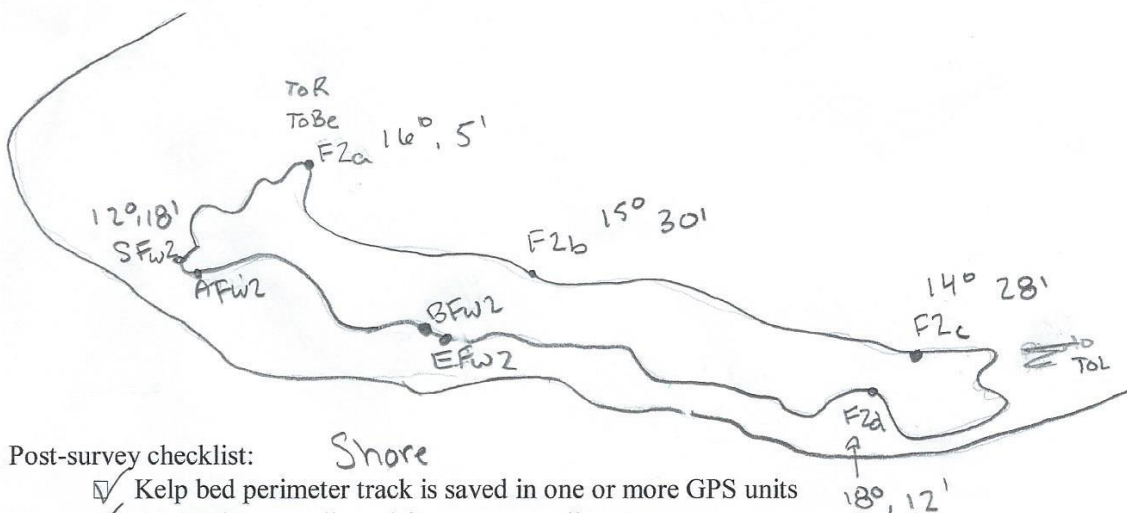 ToR
ToBe
F2a 16°, 5'
12°, 18'
SFW2
AFW2
F2b 15° 30'
BFW2
EFW2
14° 28'
F2c
ToL
F2d
18°, 12'
Shore
Post-survey checklist:
Kelp bed perimeter track is saved in one or more GPS units